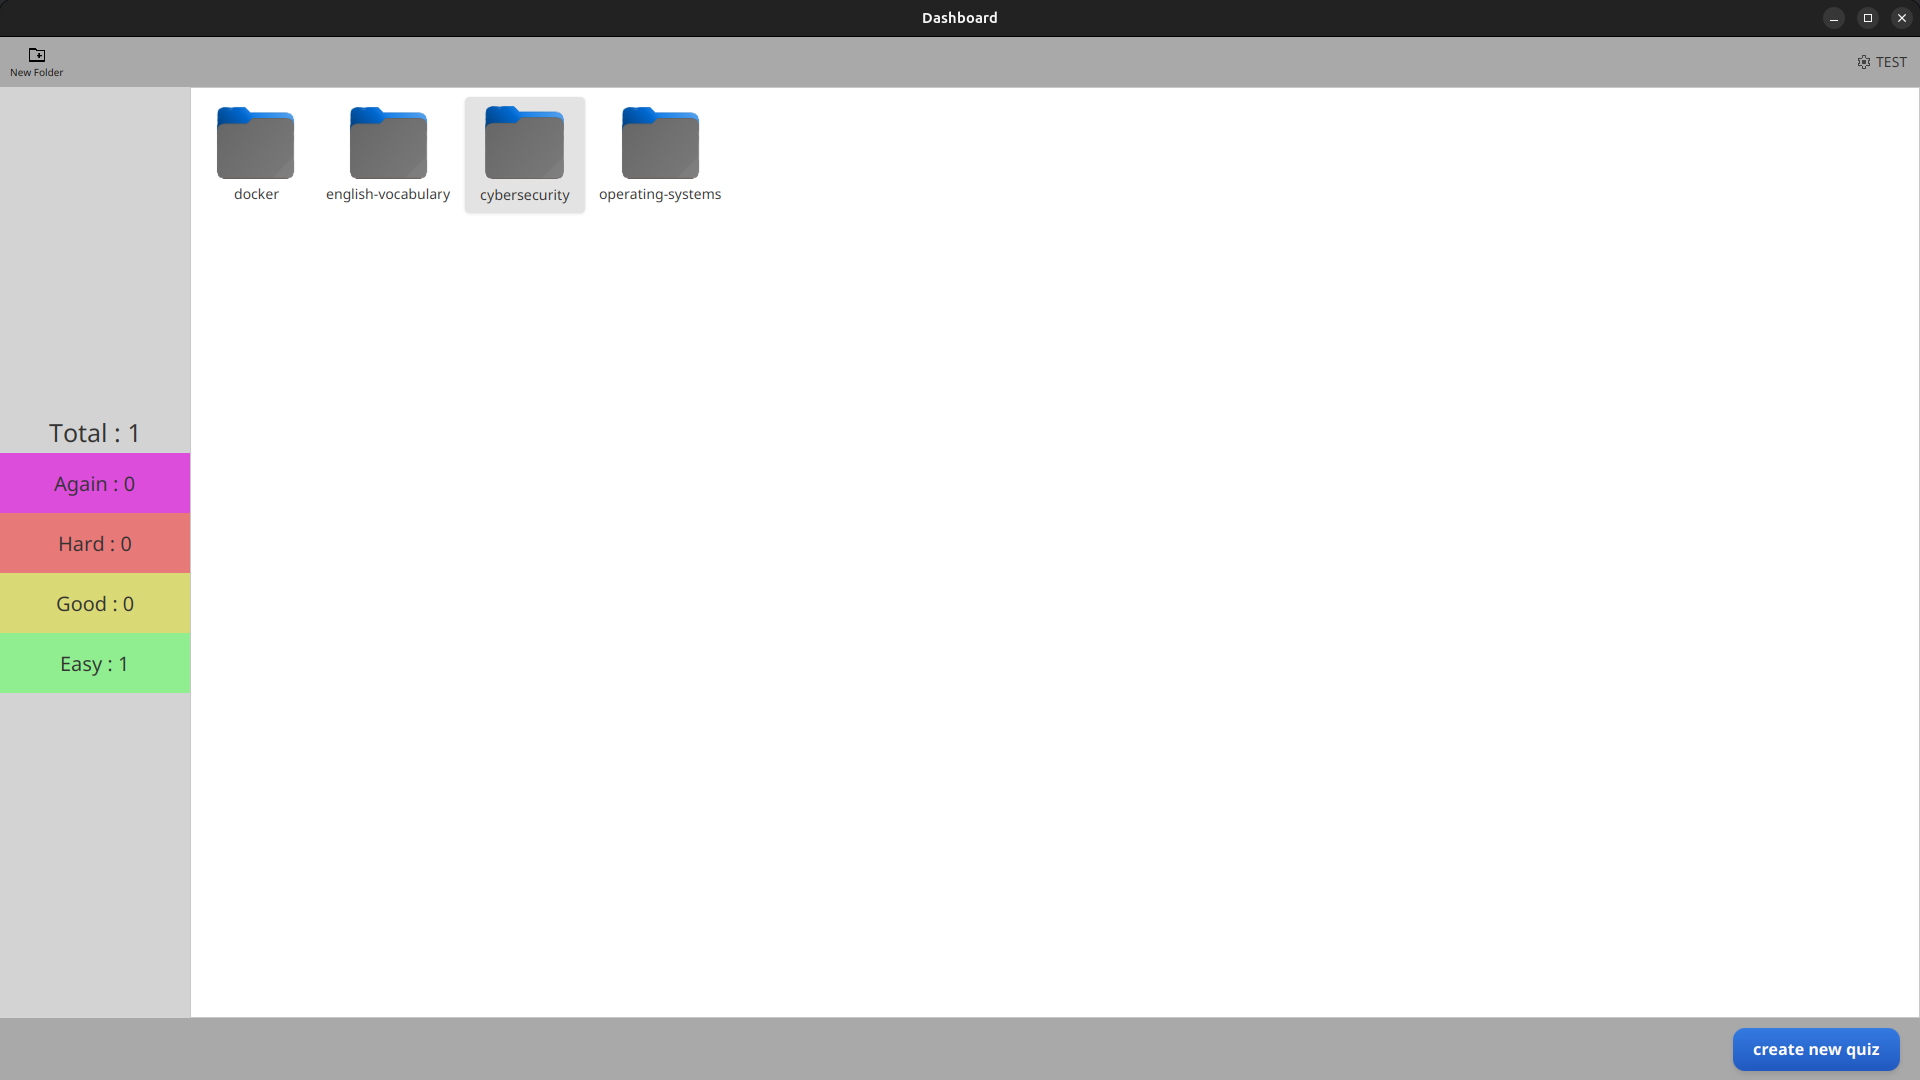 Dashboard
New Folder
TEST
docker
english-vocabulary
cybersecurity
operating-systems
Total : 1
Again : 0
Hard : 0
Good : 0
Easy : 1
create new quiz